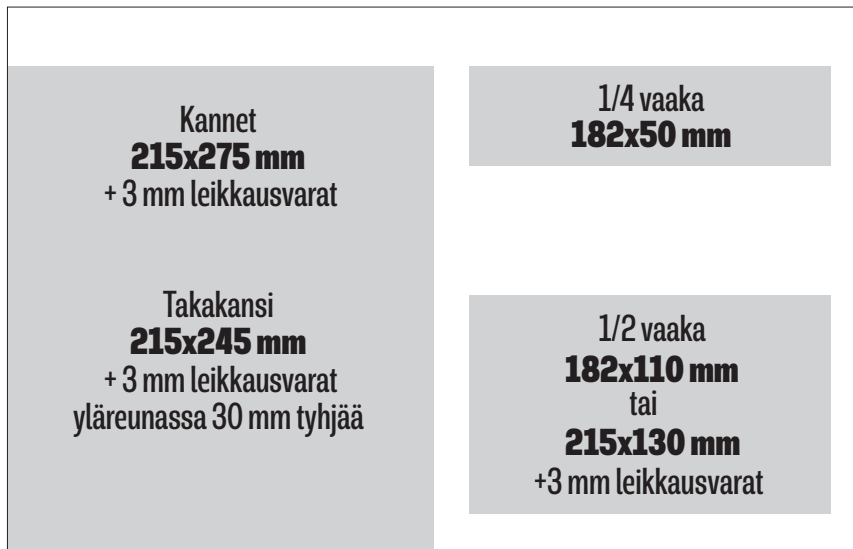 Kannet
215x275 mm
+ 3 mm leikkausvarat
Takakansi
215x245 mm
+ 3 mm leikkausvarat
yläreunassa 30 mm tyhjää
1/4 vaaka
182x50 mm
1/2 vaaka
182x110 mm
tai
215x130 mm
+3 mm leikkausvarat